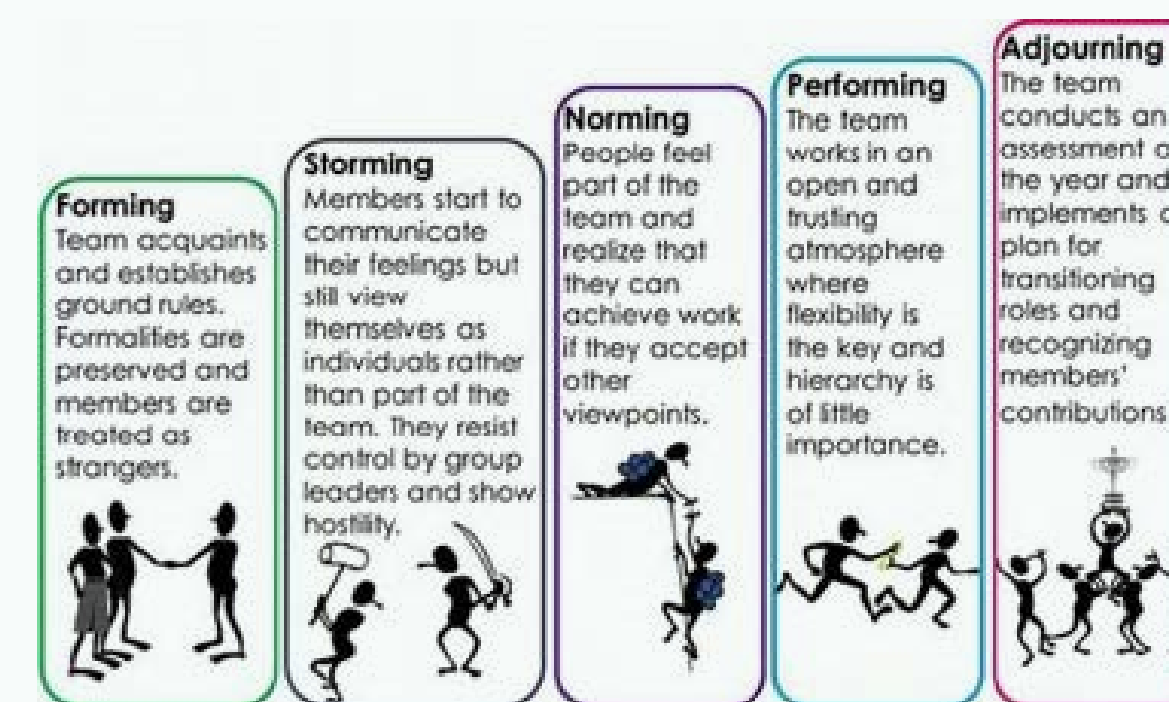 Forming
Team acquaints
and establishes
ground rules.
Formalities are
preserved and
members are
treated as
strangers.
Storming
Members start to
communicate
their feelings but
still view
themselves as
individuals rather
than part of the
team. They resist
control by group
leaders and show
hostility.
Norming
People feel
part of the
team and
realize that
they can
achieve work
if they accept
other
viewpoints.
Performing
The team
works in an
open and
trusting
atmosphere
where
flexibility is
the key and
hierarchy is
of little
importance.
Adjourning
The team
conducts an
assessment
the year and
implements
plan for
transitioning
roles and
recognizing
members'
contributions